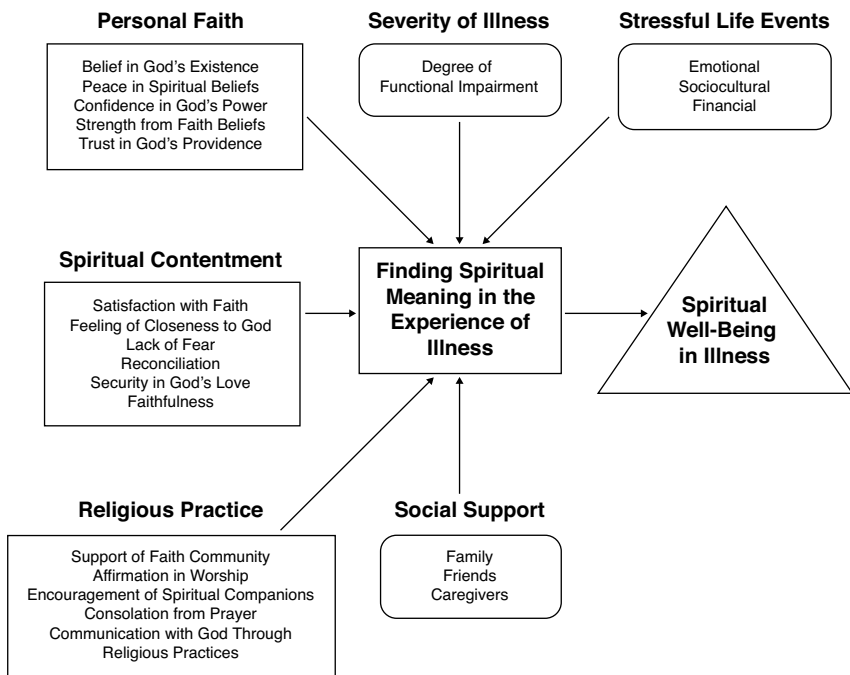 Personal Faith
Belief in God's Existence
Peace in Spiritual Beliefs
Confidence in God's Power
Strength from Faith Beliefs
Trust in God's Providence
Severity of Illness
Degree of
Functional Impairment
Stressful Life Events
Emotional
Sociocultural
Financial
Spiritual Contentment
Satisfaction with Faith
Feeling of Closeness to God
Lack of Fear
Reconciliation
Security in God's Love
Faithfulness
Finding Spiritual
Meaning in the
Experience of
Illness
Spiritual
Well-Being
in Illness
Religious Practice
Support of Faith Community
Affirmation in Worship
Encouragement of Spiritual Companions
Consolation from Prayer
Communication with God Through
Religious Practices
Social Support
Family
Friends
Caregivers